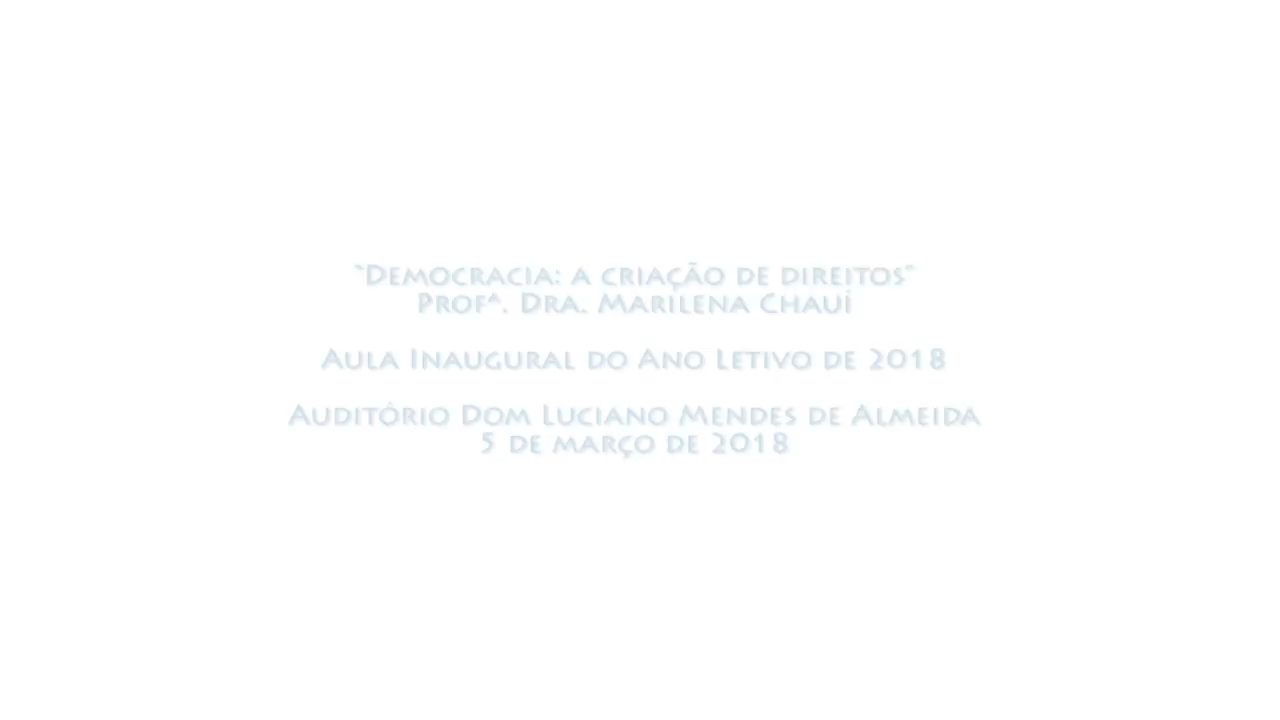 "Democracia: a criação de direitos"
Profª. Dra. Marilena Chauí
Aula Inaugural do Ano Letivo de 2018
Auditório Dom Luciano Mendes de Almeida
5 de março de 2018